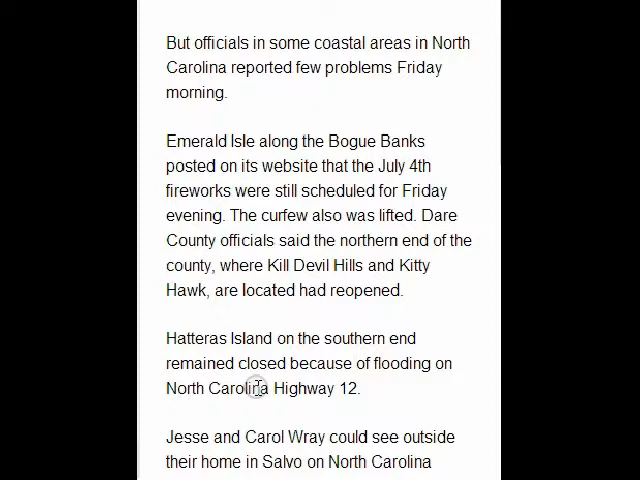 But officials in some coastal areas in North
Carolina reported few problems Friday
morning.
Emerald Isle along the Bogue Banks
posted on its website that the July 4th
fireworks were still scheduled for Friday
evening. The curfew also was lifted. Dare
County officials said the northern end of the
county, where Kill Devil Hills and Kitty
Hawk, are located had reopened.
Hatteras Island on the southern end
remained closed because of flooding on
North Carolina Highway 12.
Jesse and Carol Wray could see outside
their home in Salvo on North Carolina